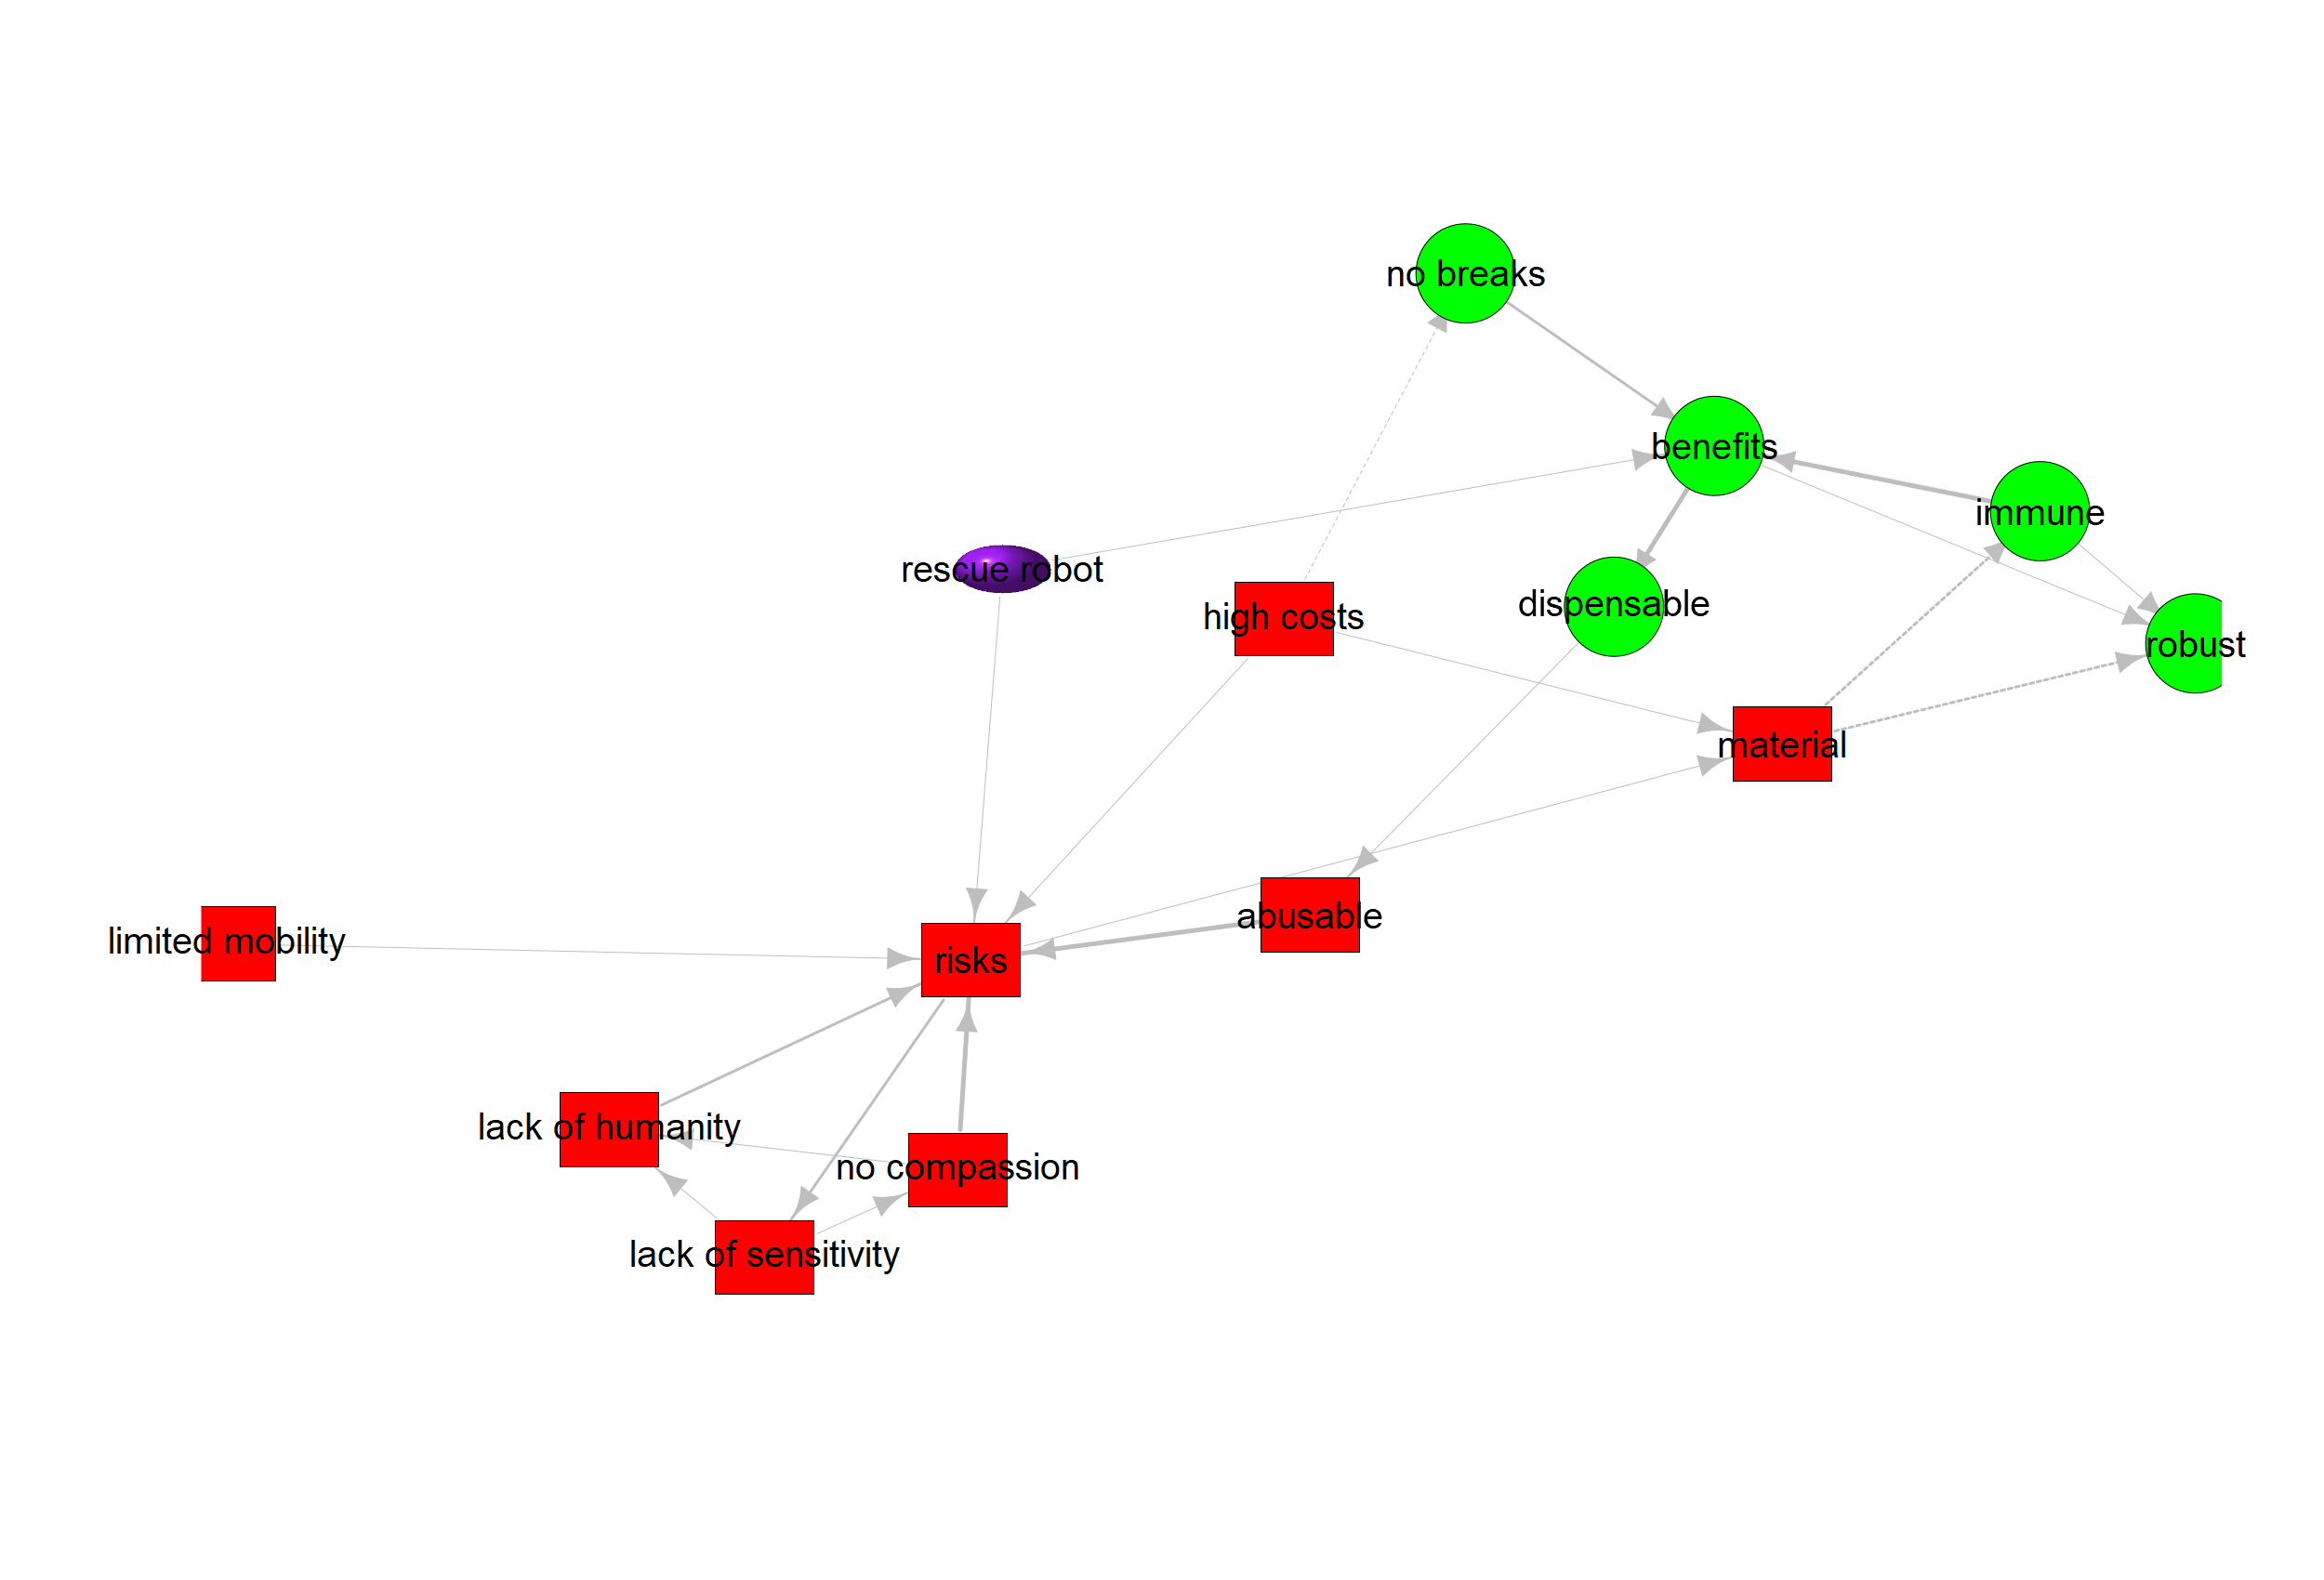 no breaks
benefits
immune
rescue robot
dispensable
high costs
robust
material
abusable
limited mobility
risks
lack of humanity
no compassion
lack of sensitivity